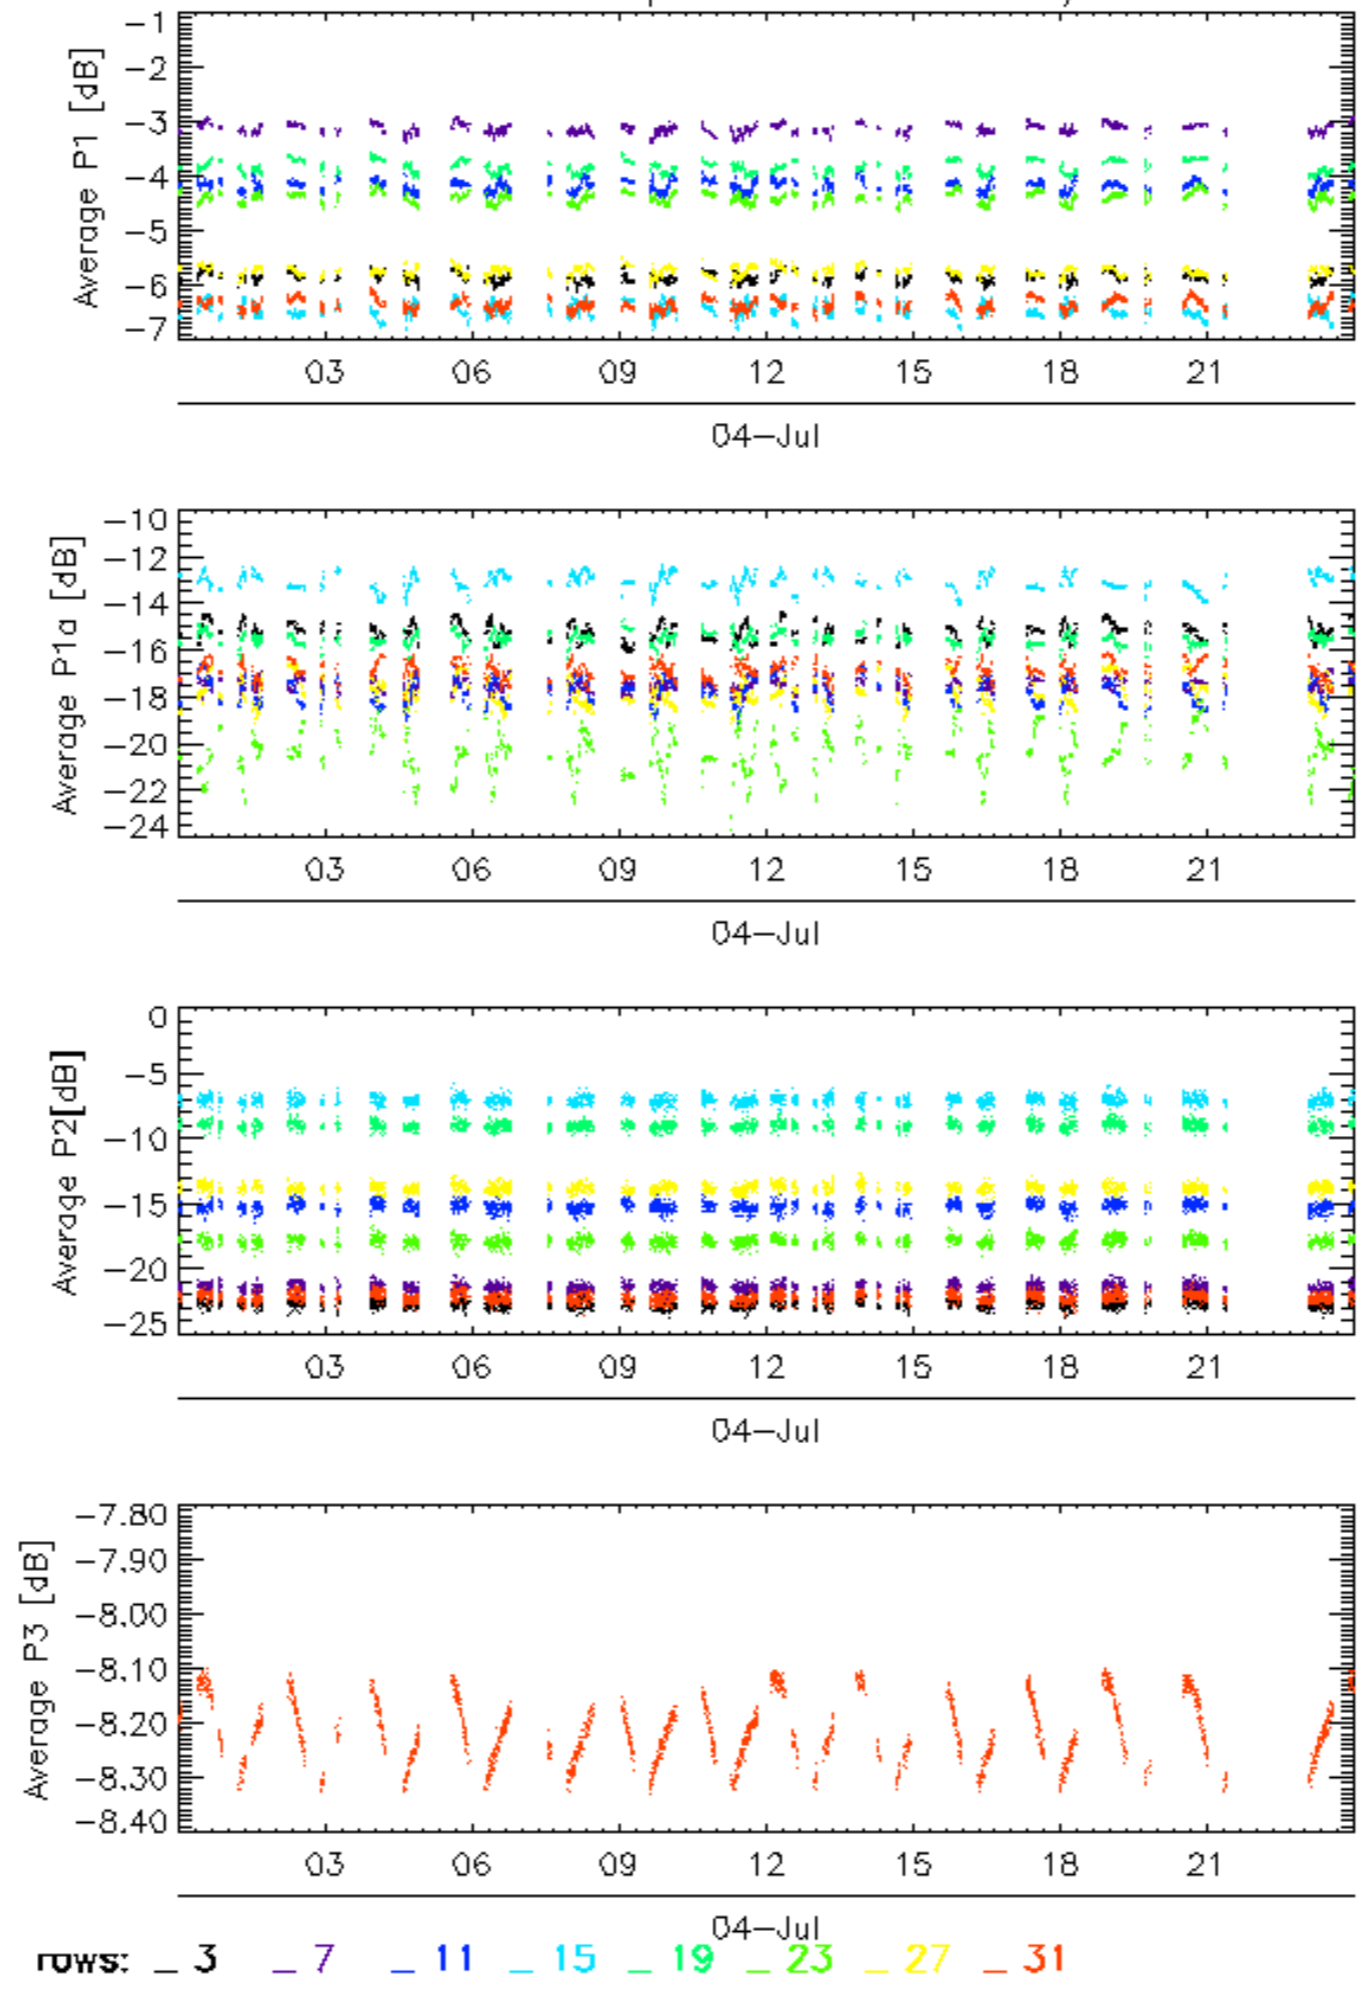 -1
-2
-3
-4
-5
-6
-7
Average P1 [dB]
03 06 09 12 15 18 21
04-Jul
-10
-12
-14
-16
-18
-20
-22
-24
Average P1a [dB]
03 06 09 12 15 18 21
04-Jul
0
-5
-10
-15
-20
-25
Average P2[dB]
03 06 09 12 15 18 21
04-Jul
-7.80
-7.90
-8.00
-8.10
-8.20
-8.30
-8.40
Average P3 [dB]
03 06 09 12 15 18 21
04-Jul
rows: _ 3 _ 7 _ 11 _ 15 _ 19 _ 23 _ 27 _ 31